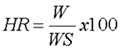 HR = W/WS x100